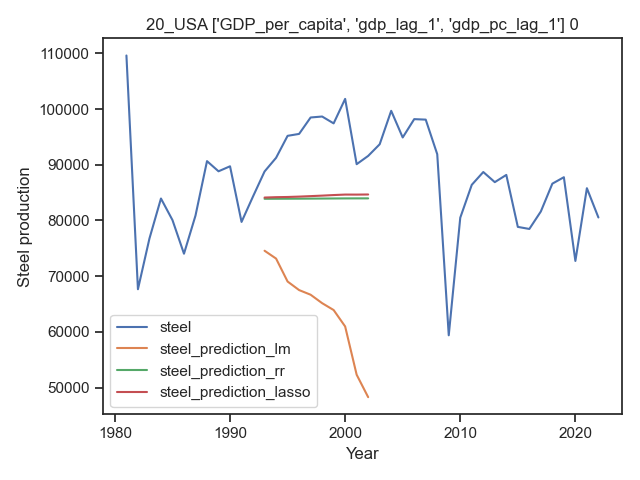 20_USA ['GDP_per_capita', 'gdp_lag_1', 'gdp_pc_lag_1'] 0
110000
100000
90000
80000
70000
60000
50000
Steel production
steel
steel_prediction_lm
steel_prediction_rr
steel_prediction_lasso
1980 1990 2000 2010 2020
Year